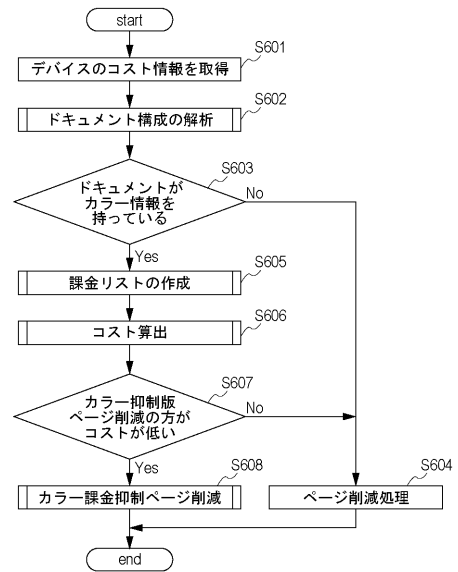 start
S601
デバイスのコスト情報を取得
S602
ドキュメント構成の解析
S603
ドキュメントが
カラー情報を
持っている
No
Yes
S605
課金リストの作成
S606
コスト算出
S607
カラー抑制版
ページ削減の方が
コストが低い
No
Yes
S608
カラー課金抑制ページ削減
S604
ページ削減処理
end